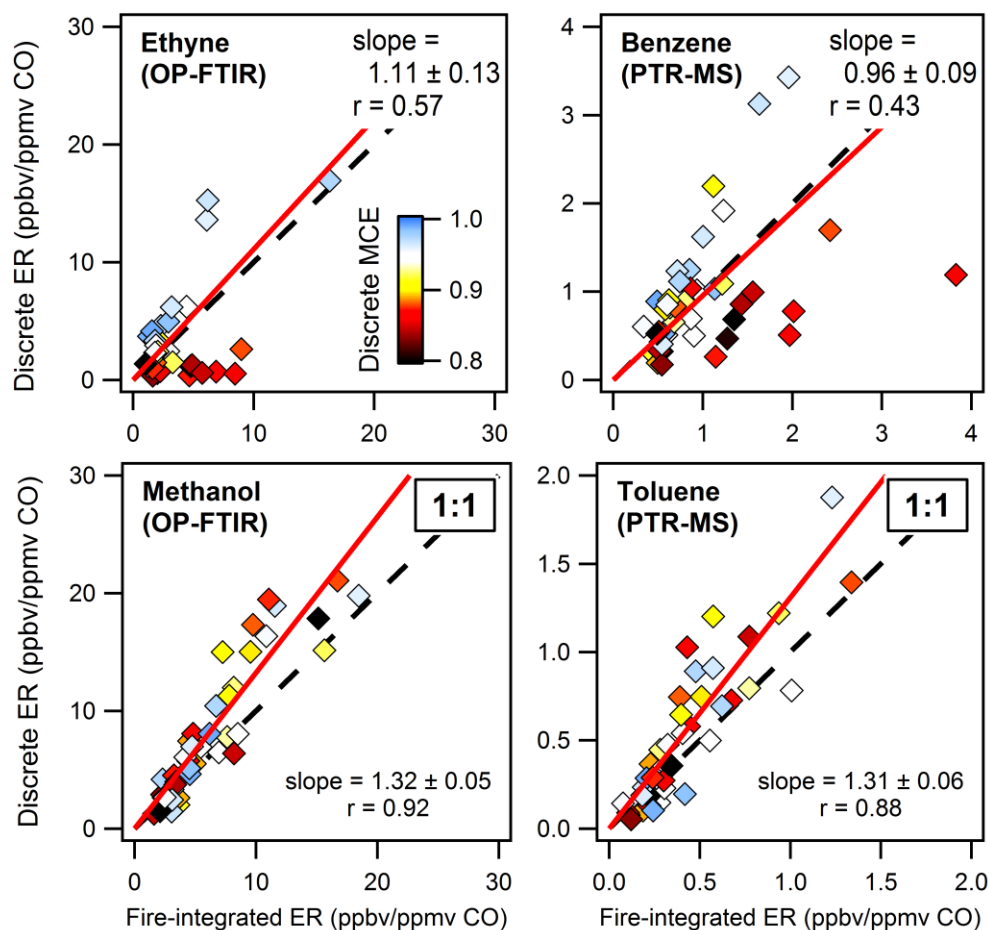 Ethyne
(OP-FTIR)
slope =
1.11 ± 0.13
r = 0.57
Discrete ER (ppbv/ppmv CO)
30
20
10
0
0
10
20
30
Discrete MCE
1.0
0.9
0.8
Benzene
(PTR-MS)
slope =
0.96 ± 0.09
r = 0.43
4
3
2
1
0
0
1
2
3
4
Methanol
(OP-FTIR)
1:1
slope = 1.32 ± 0.05
r = 0.92
Discrete ER (ppbv/ppmv CO)
30
20
10
0
0
10
20
30
Fire-integrated ER (ppbv/ppmv CO)
Toluene
(PTR-MS)
1:1
slope = 1.31 ± 0.06
r = 0.88
2.0
1.5
1.0
0.5
0.0
0.0
0.5
1.0
1.5
2.0
Fire-integrated ER (ppbv/ppmv CO)